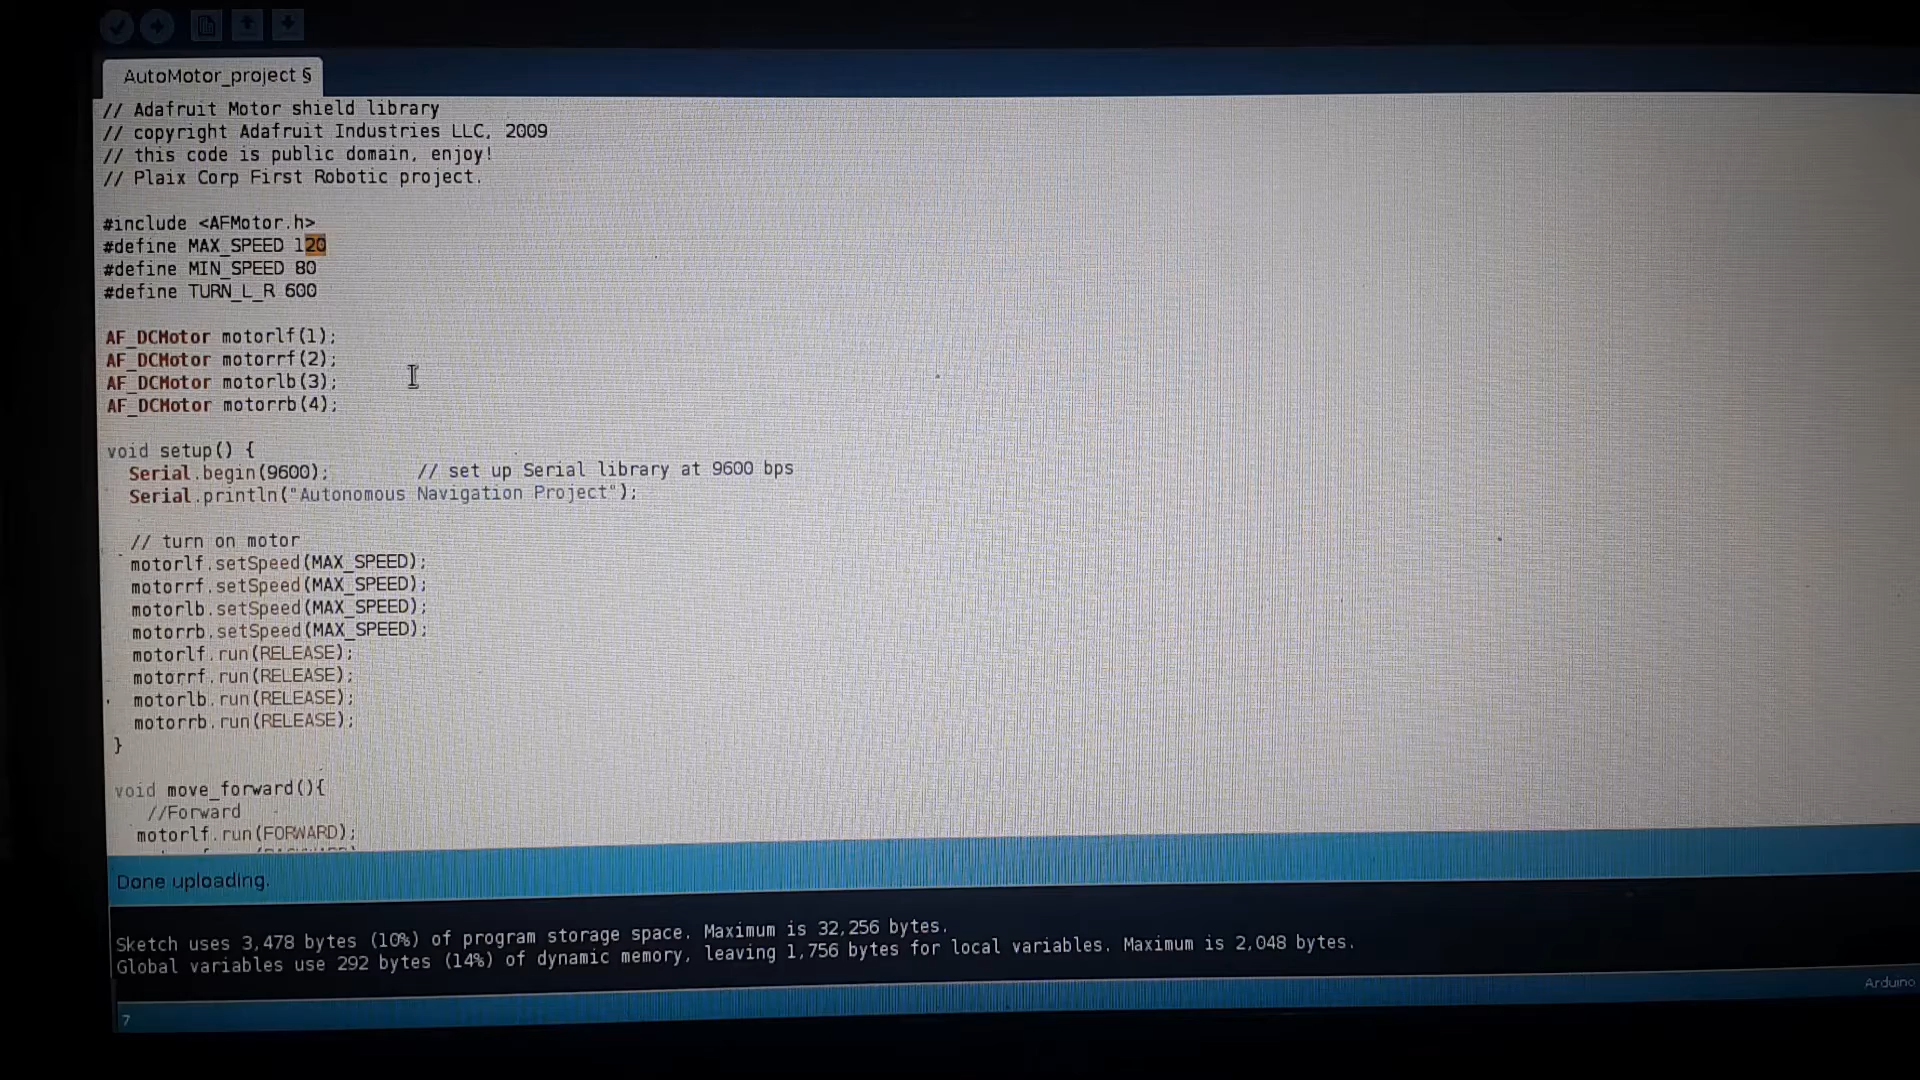 AutoMotor_project §
// Adafruit Motor shield library
// copyright Adafruit Industries LLC, 2009
// this code is public domain, enjoy!
// Plaix Corp First Robotic project.
#include <AFMotor.h>
#define MAX_SPEED 120
#define MIN_SPEED 80
#define TURN_L_R 600
AF_DCMotor motorlf(1);
AF_DCMotor motorrf(2);
AF_DCMotor motorlb(3);
AF_DCMotor motorrb(4);
void setup() {
Serial.begin(9600); // set up Serial library at 9600 bps
Serial.println("Autonomous Navigation Project");
// turn on motor
motorlf.setSpeed(MAX_SPEED);
motorrf.setSpeed(MAX_SPEED);
motorlb.setSpeed(MAX_SPEED);
motorrb.setSpeed(MAX_SPEED);
motorlf.run(RELEASE);
motorrf.run(RELEASE);
motorlb.run(RELEASE);
motorrb.run(RELEASE);
}
void move_forward(){
//Forward
motorlf.run(FORWARD);
Done uploading.
Sketch uses 3,478 bytes (10%) of program storage space. Maximum is 32,256 bytes.
Global variables use 292 bytes (14%) of dynamic memory, leaving 1,756 bytes for local variables. Maximum is 2,048 bytes.
Arduino
7